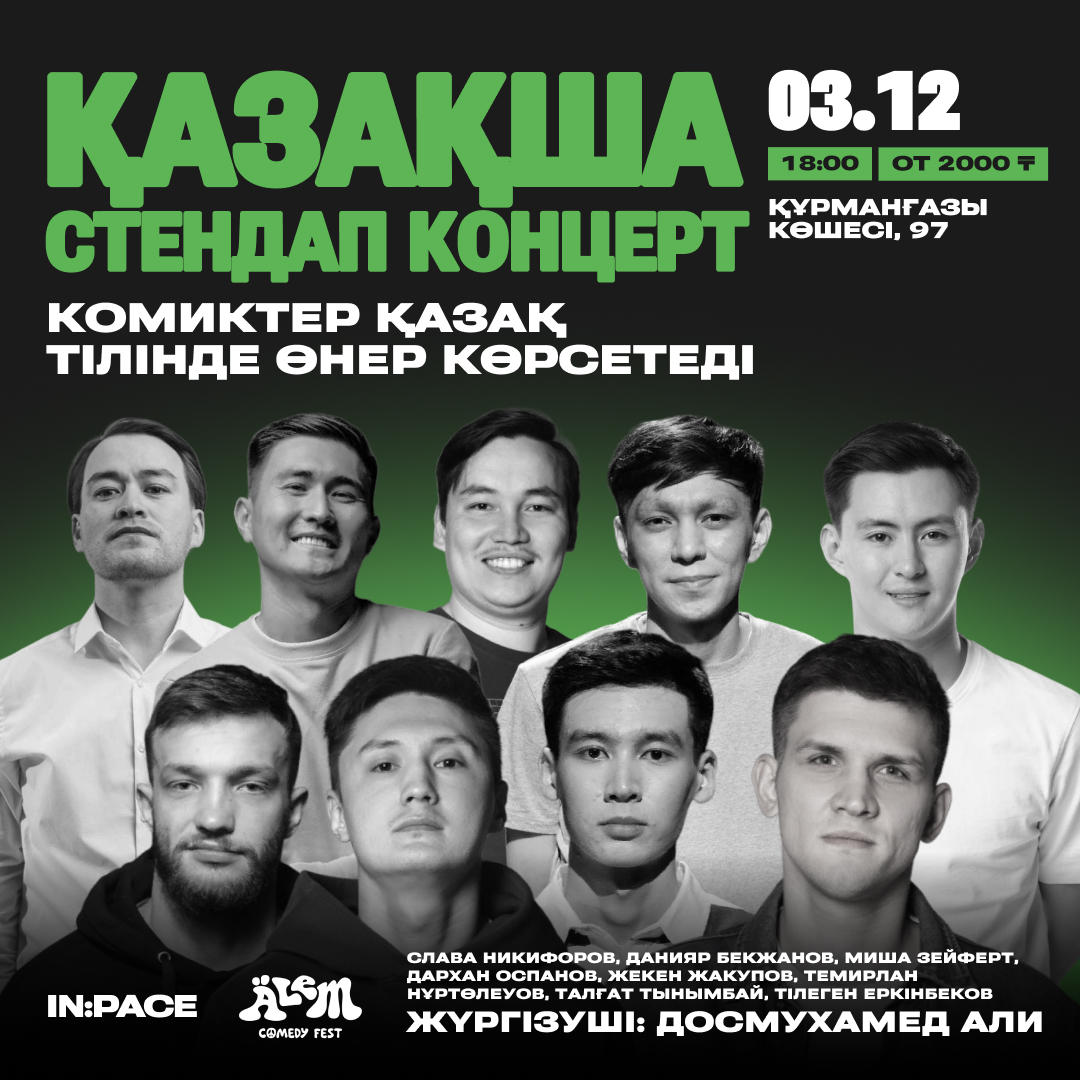 ҚАЗАҚША
СТЕНДАП КОНЦЕРТ
03.12
18:00
ОТ 2000 ₸
ҚҰРМАНҒАЗЫ
КӨШЕСІ, 97
КОМИКТЕР ҚАЗАҚ
ТІЛІНДЕ ӨНЕР КӨРСЕТЕДІ
СЛАВА НИКИФОРОВ, ДАНИЯР БЕКЖАНОВ, МИША ЗЕЙФЕРТ,
ДАРХАН ОСПАНОВ, ЖЕКЕН ЖАКУПОВ, ТЕМИРЛАН
НҰРТӨЛЕУОВ, ТАЛҒАТ ТЫНЫМБАЙ, ТІЛЕГЕН ЕРКІНБЕКОВ
ЖҮРГІЗУШІ: ДОСМУХАМЕД АЛИ
IN:PACE
ÄLEM
COMEDY FEST